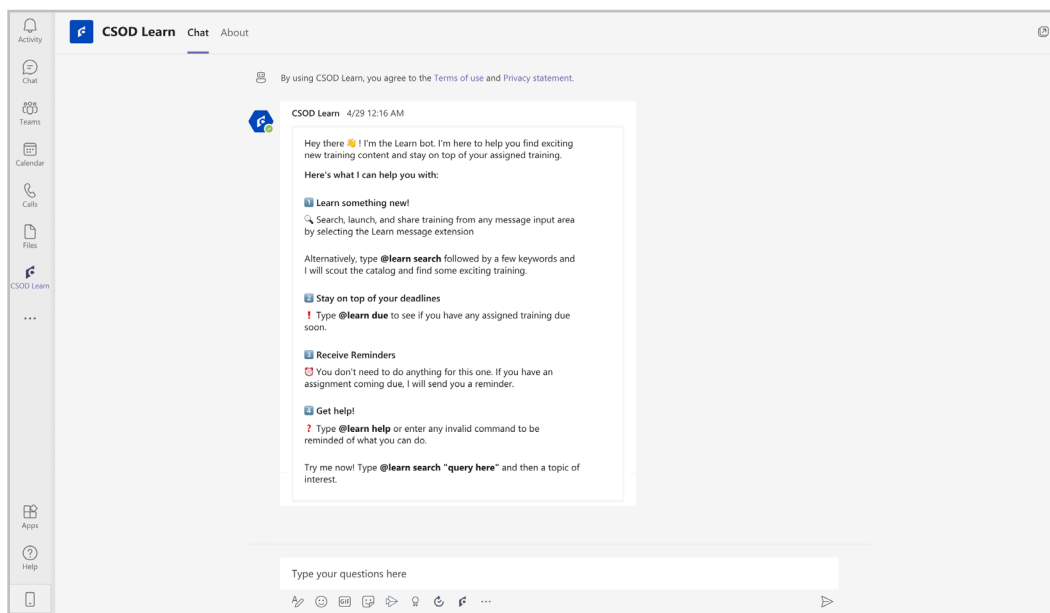 Activity
Chat
Teams
Calendar
Calls
Files
CSOD Learn
Apps
Help
CSOD Learn Chat About
By using CSOD Learn, you agree to the Terms of use and Privacy statement.
CSOD Learn 4/29 12:16 AM
Hey there 👋 ! I'm the Learn bot. I'm here to help you find exciting
new training content and stay on top of your assigned training.
Here's what I can help you with:
1️⃣ Learn something new!
🔍 Search, launch, and share training from any message input area
by selecting the Learn message extension
Alternatively, type @learn search followed by a few keywords and
I will scout the catalog and find some exciting training.
2️⃣ Stay on top of your deadlines
❗ Type @learn due to see if you have any assigned training due
soon.
3️⃣ Receive Reminders
⏰ You don't need to do anything for this one. If you have an
assignment coming due, I will send you a reminder.
4️⃣ Get help!
❓ Type @learn help or enter any invalid command to be
reminded of what you can do.
Try me now! Type @learn search "query here" and then a topic of
interest.
Type your questions here
GIF